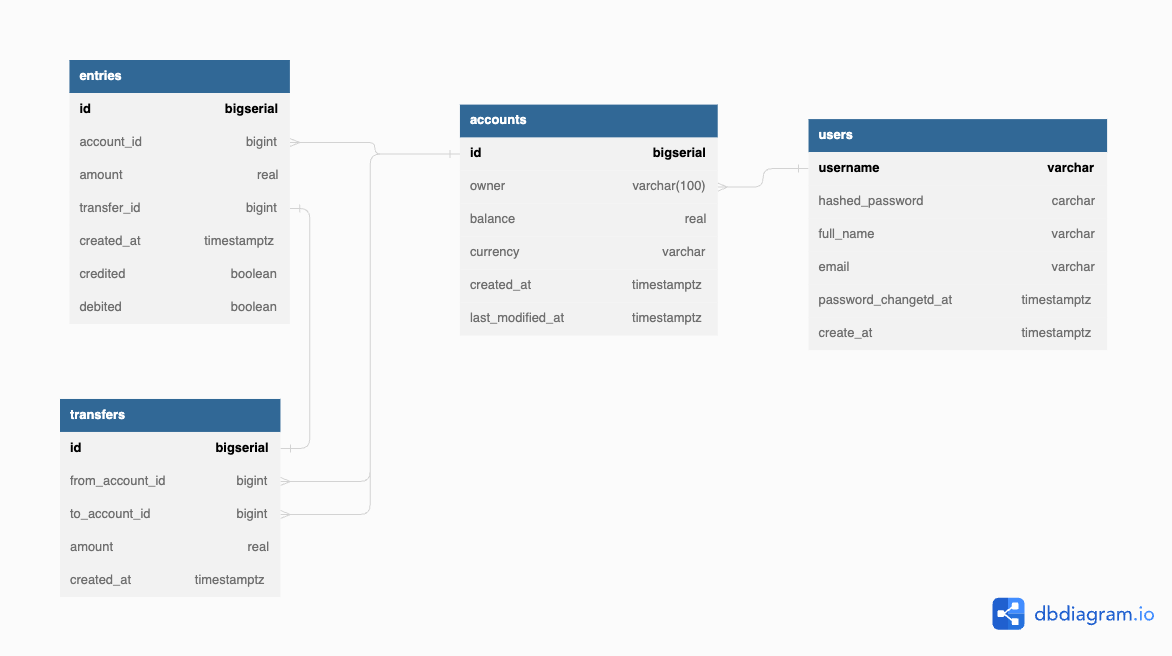 entries
id bigserial
account_id bigint
amount real
transfer_id bigint
created_at timestamptz
credited boolean
debited boolean
accounts
id bigserial
owner varchar(100)
balance real
currency varchar
created_at timestamptz
last_modified_at timestamptz
users
username varchar
hashed_password carchar
full_name varchar
email varchar
password_changetd_at timestamptz
create_at timestamptz
transfers
id bigserial
from_account_id bigint
to_account_id bigint
amount real
created_at timestamptz
dbdiagram.io